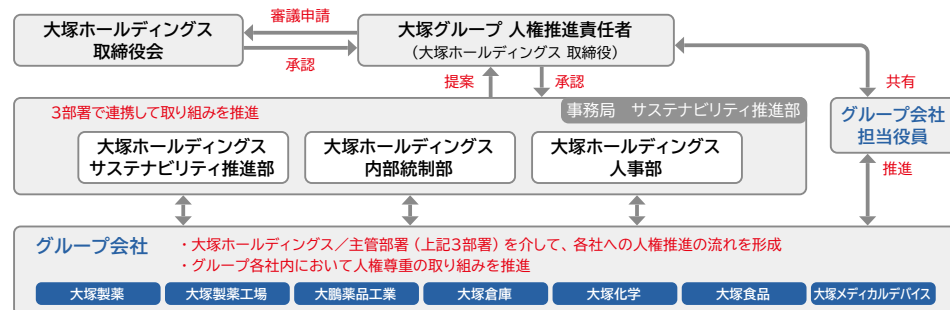 大塚ホールディングス
取締役会
審議申請
承認
大塚グループ 人権推進責任者
（大塚ホールディングス 取締役）
提案
承認
共有
3部署で連携して取り組みを推進
事務局　サステナビリティ推進部
大塚ホールディングス
サステナビリティ推進部
大塚ホールディングス
内部統制部
大塚ホールディングス
人事部
グループ会社
担当役員
推進
グループ会社
・大塚ホールディングス／主管部署（上記3部署）を介して、各社への人権推進の流れを形成
・グループ各社内において人権尊重の取り組みを推進
大塚製薬
大塚製薬工場
大鵬薬品工業
大塚倉庫
大塚化学
大塚食品
大塚メディカルデバイス